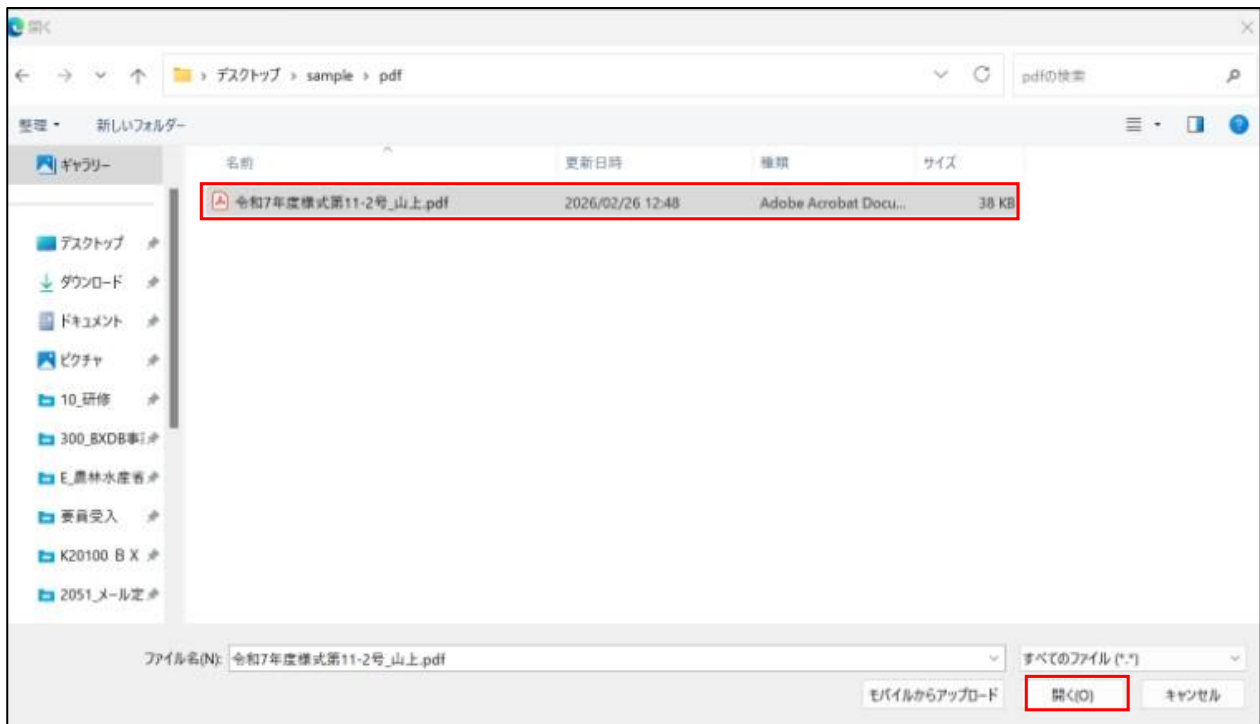 開く
デスクトップ > sample > pdf
pdfの検索
整理
新しいフォルダー
ギャラリー
名前 更新日時 種類 サイズ
令和7年度様式第11-2号_山上.pdf 2026/02/26 12:48 Adobe Acrobat Docu... 38 KB
デスクトップ
ダウンロード
ドキュメント
ピクチャ
10_研修
300_BXDB事
E_農林水産省
要員受入
K20100_B X
2051_メール定
ファイル名(N): 令和7年度様式第11-2号_山上.pdf
すべてのファイル (*.*)
モバイルからアップロード
開く(O)
キャンセル